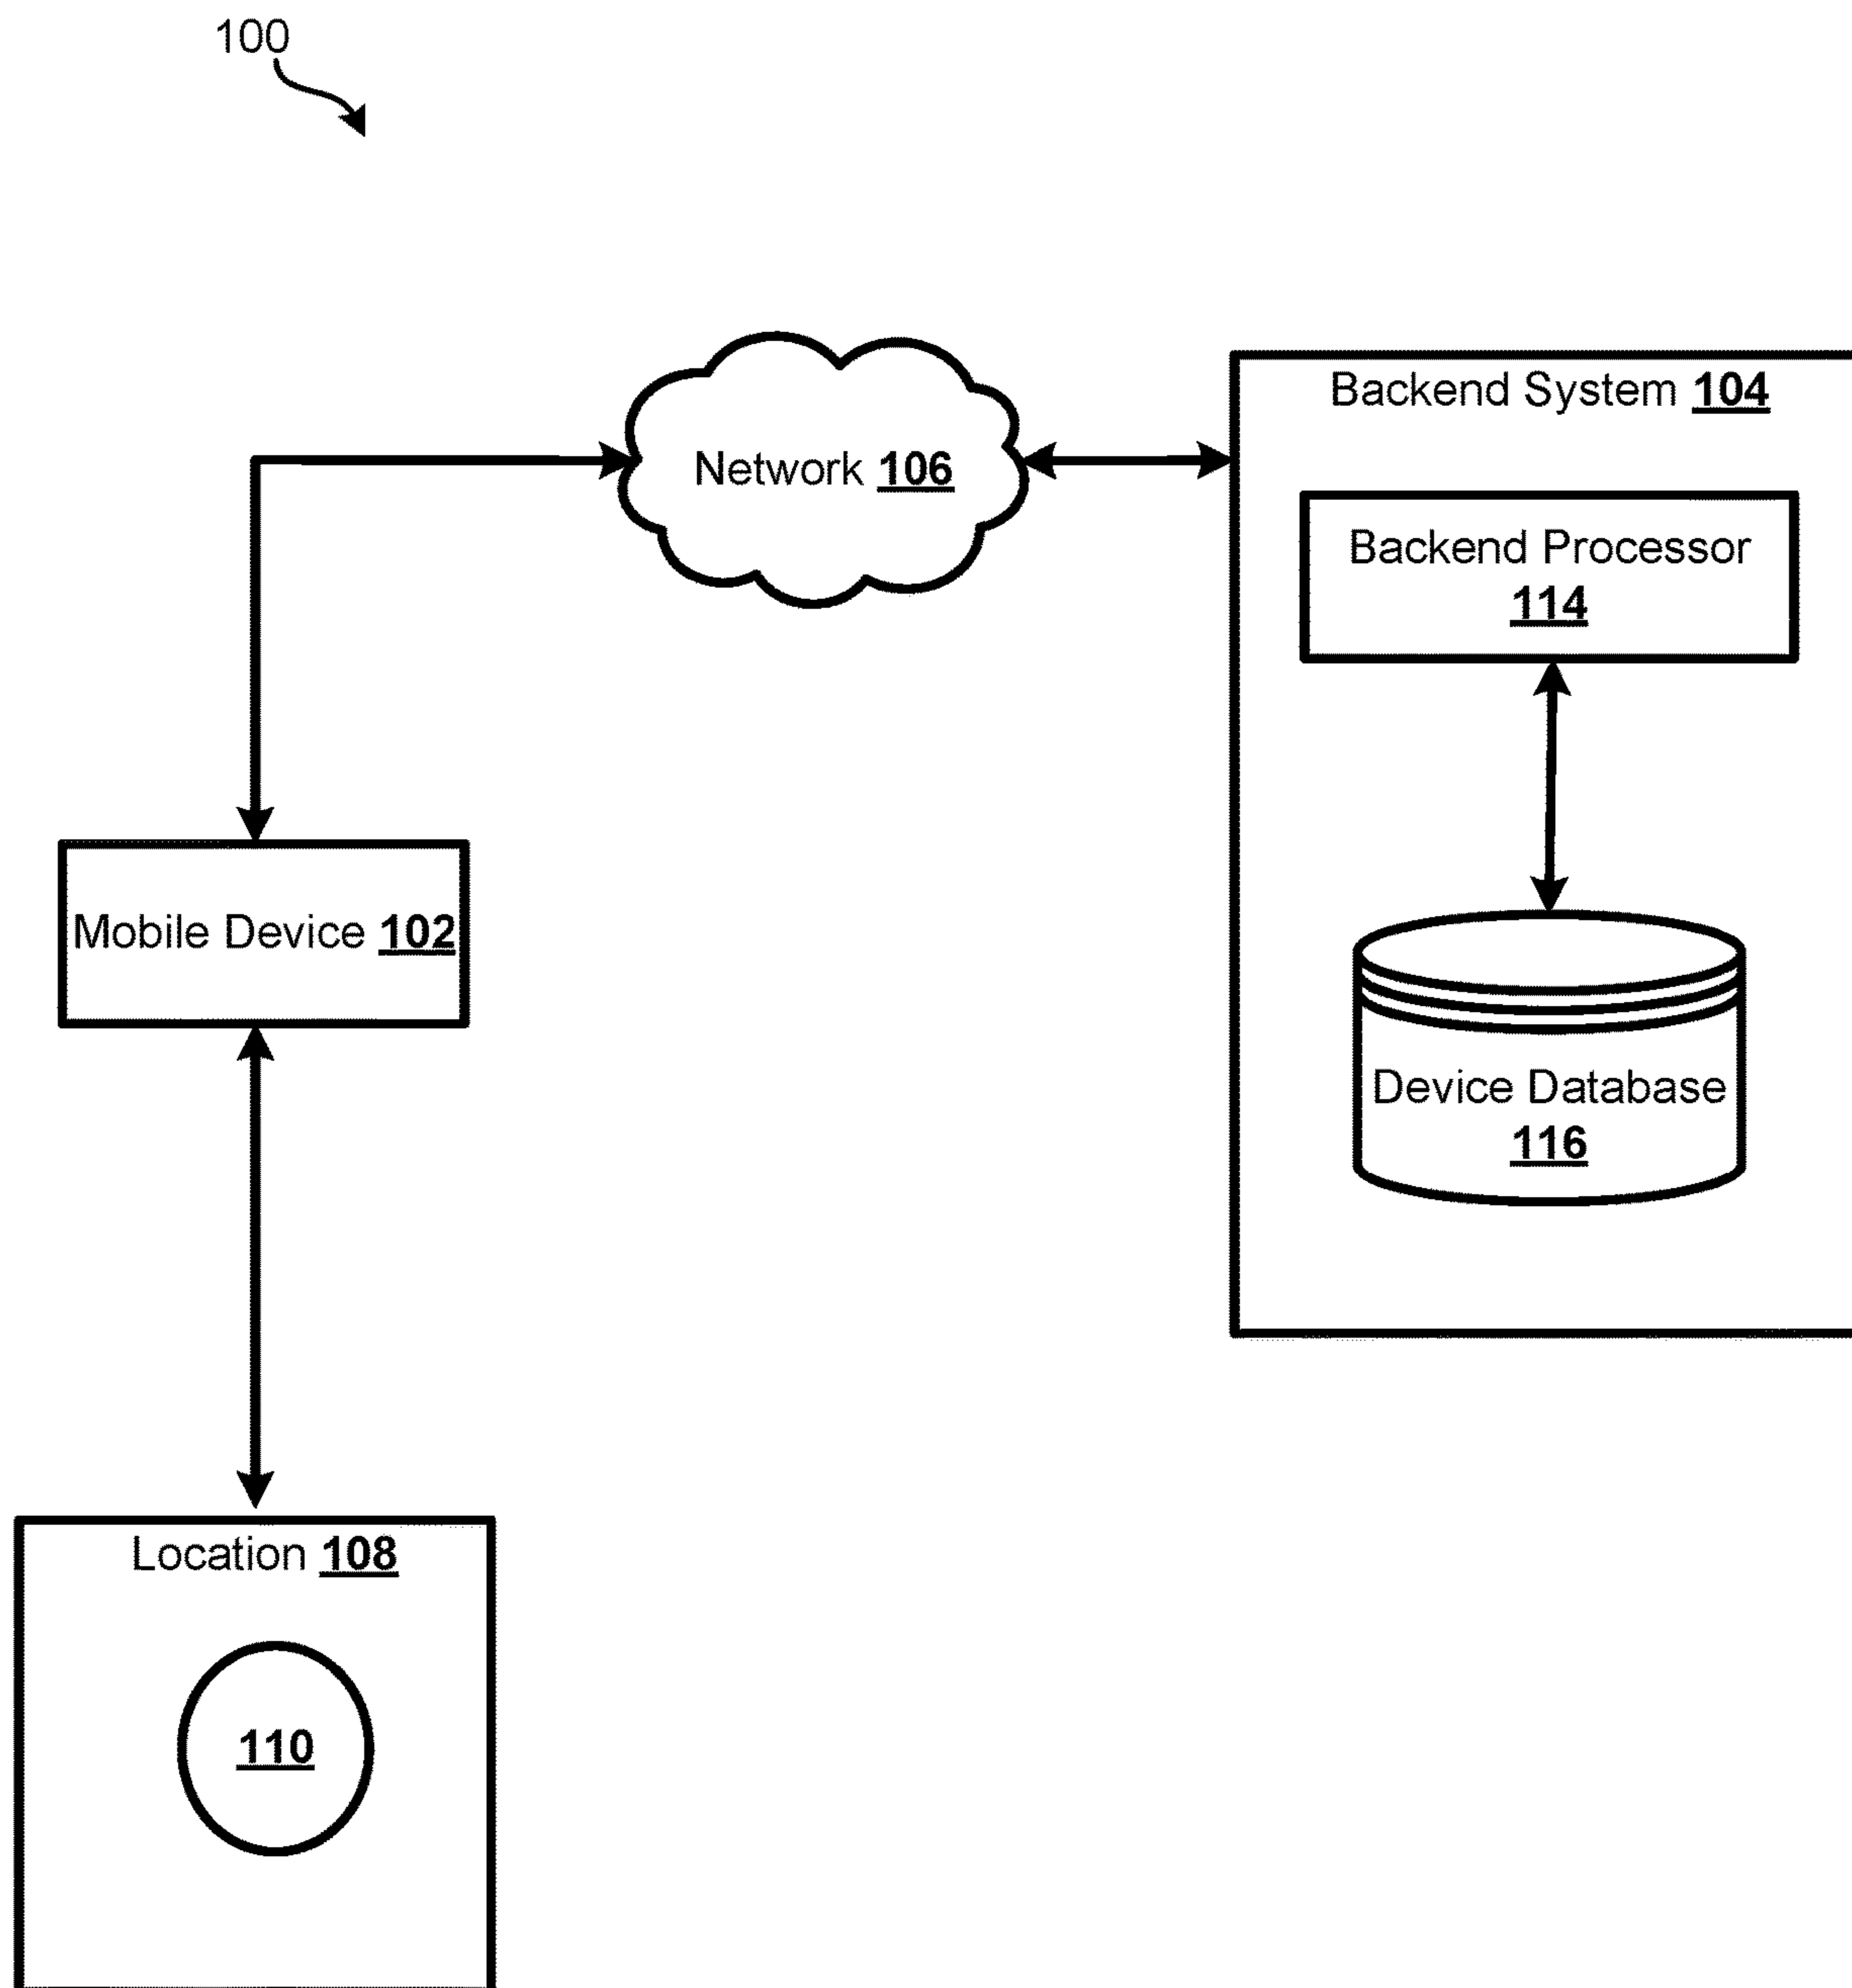 100
Backend System 104
Network 106
Backend Processor
114
Mobile Device 102
Device Database
116
Location 108
110